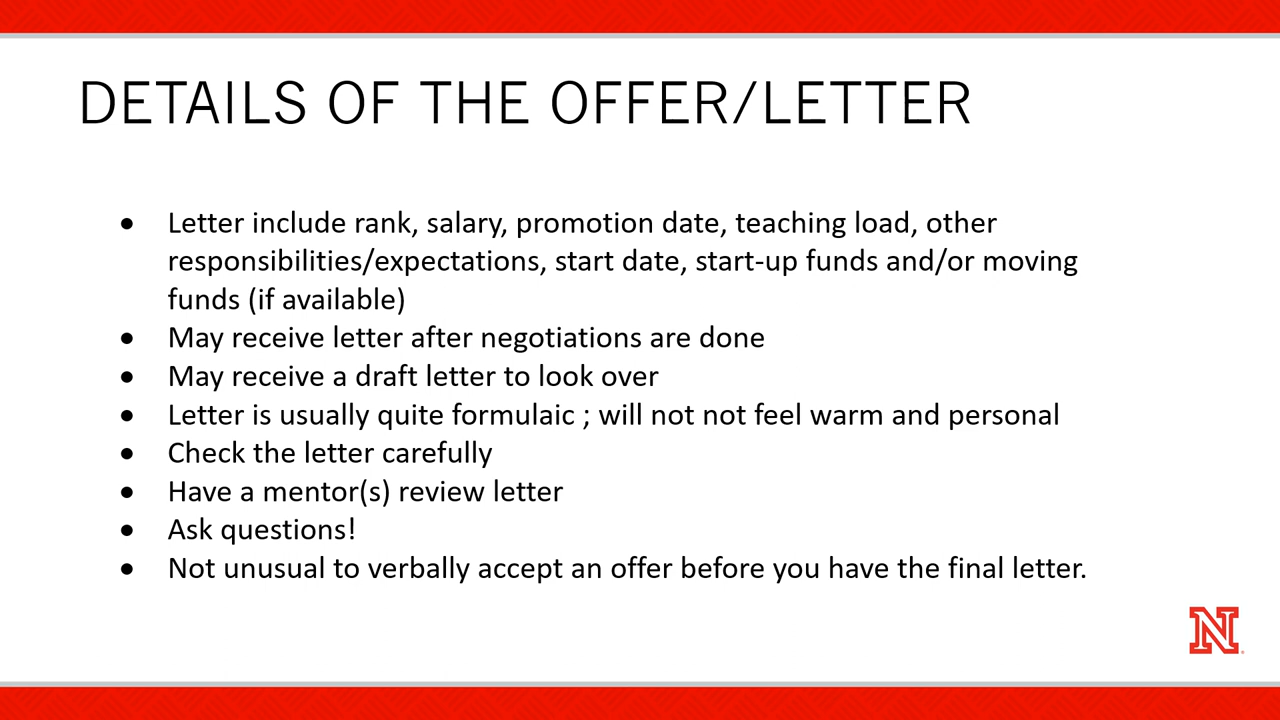 DETAILS OF THE OFFER/LETTER
● Letter include rank, salary, promotion date, teaching load, other
responsibilities/expectations, start date, start-up funds and/or moving
funds (if available)
● May receive letter after negotiations are done
● May receive a draft letter to look over
● Letter is usually quite formulaic ; will not not feel warm and personal
● Check the letter carefully
● Have a mentor(s) review letter
● Ask questions!
● Not unusual to verbally accept an offer before you have the final letter.
N